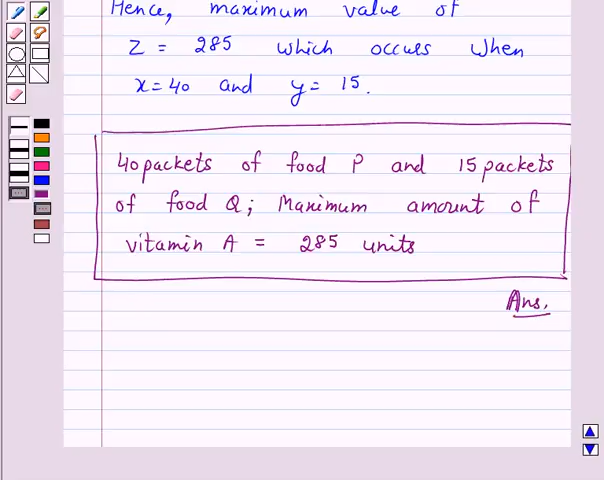 Hence, maximum value of
Z = 285 which occurs when
x = 40 and y = 15.
40 packets of food P and 15 packets
of food Q; Maximum amount of
vitamin A = 285 units
Ans.